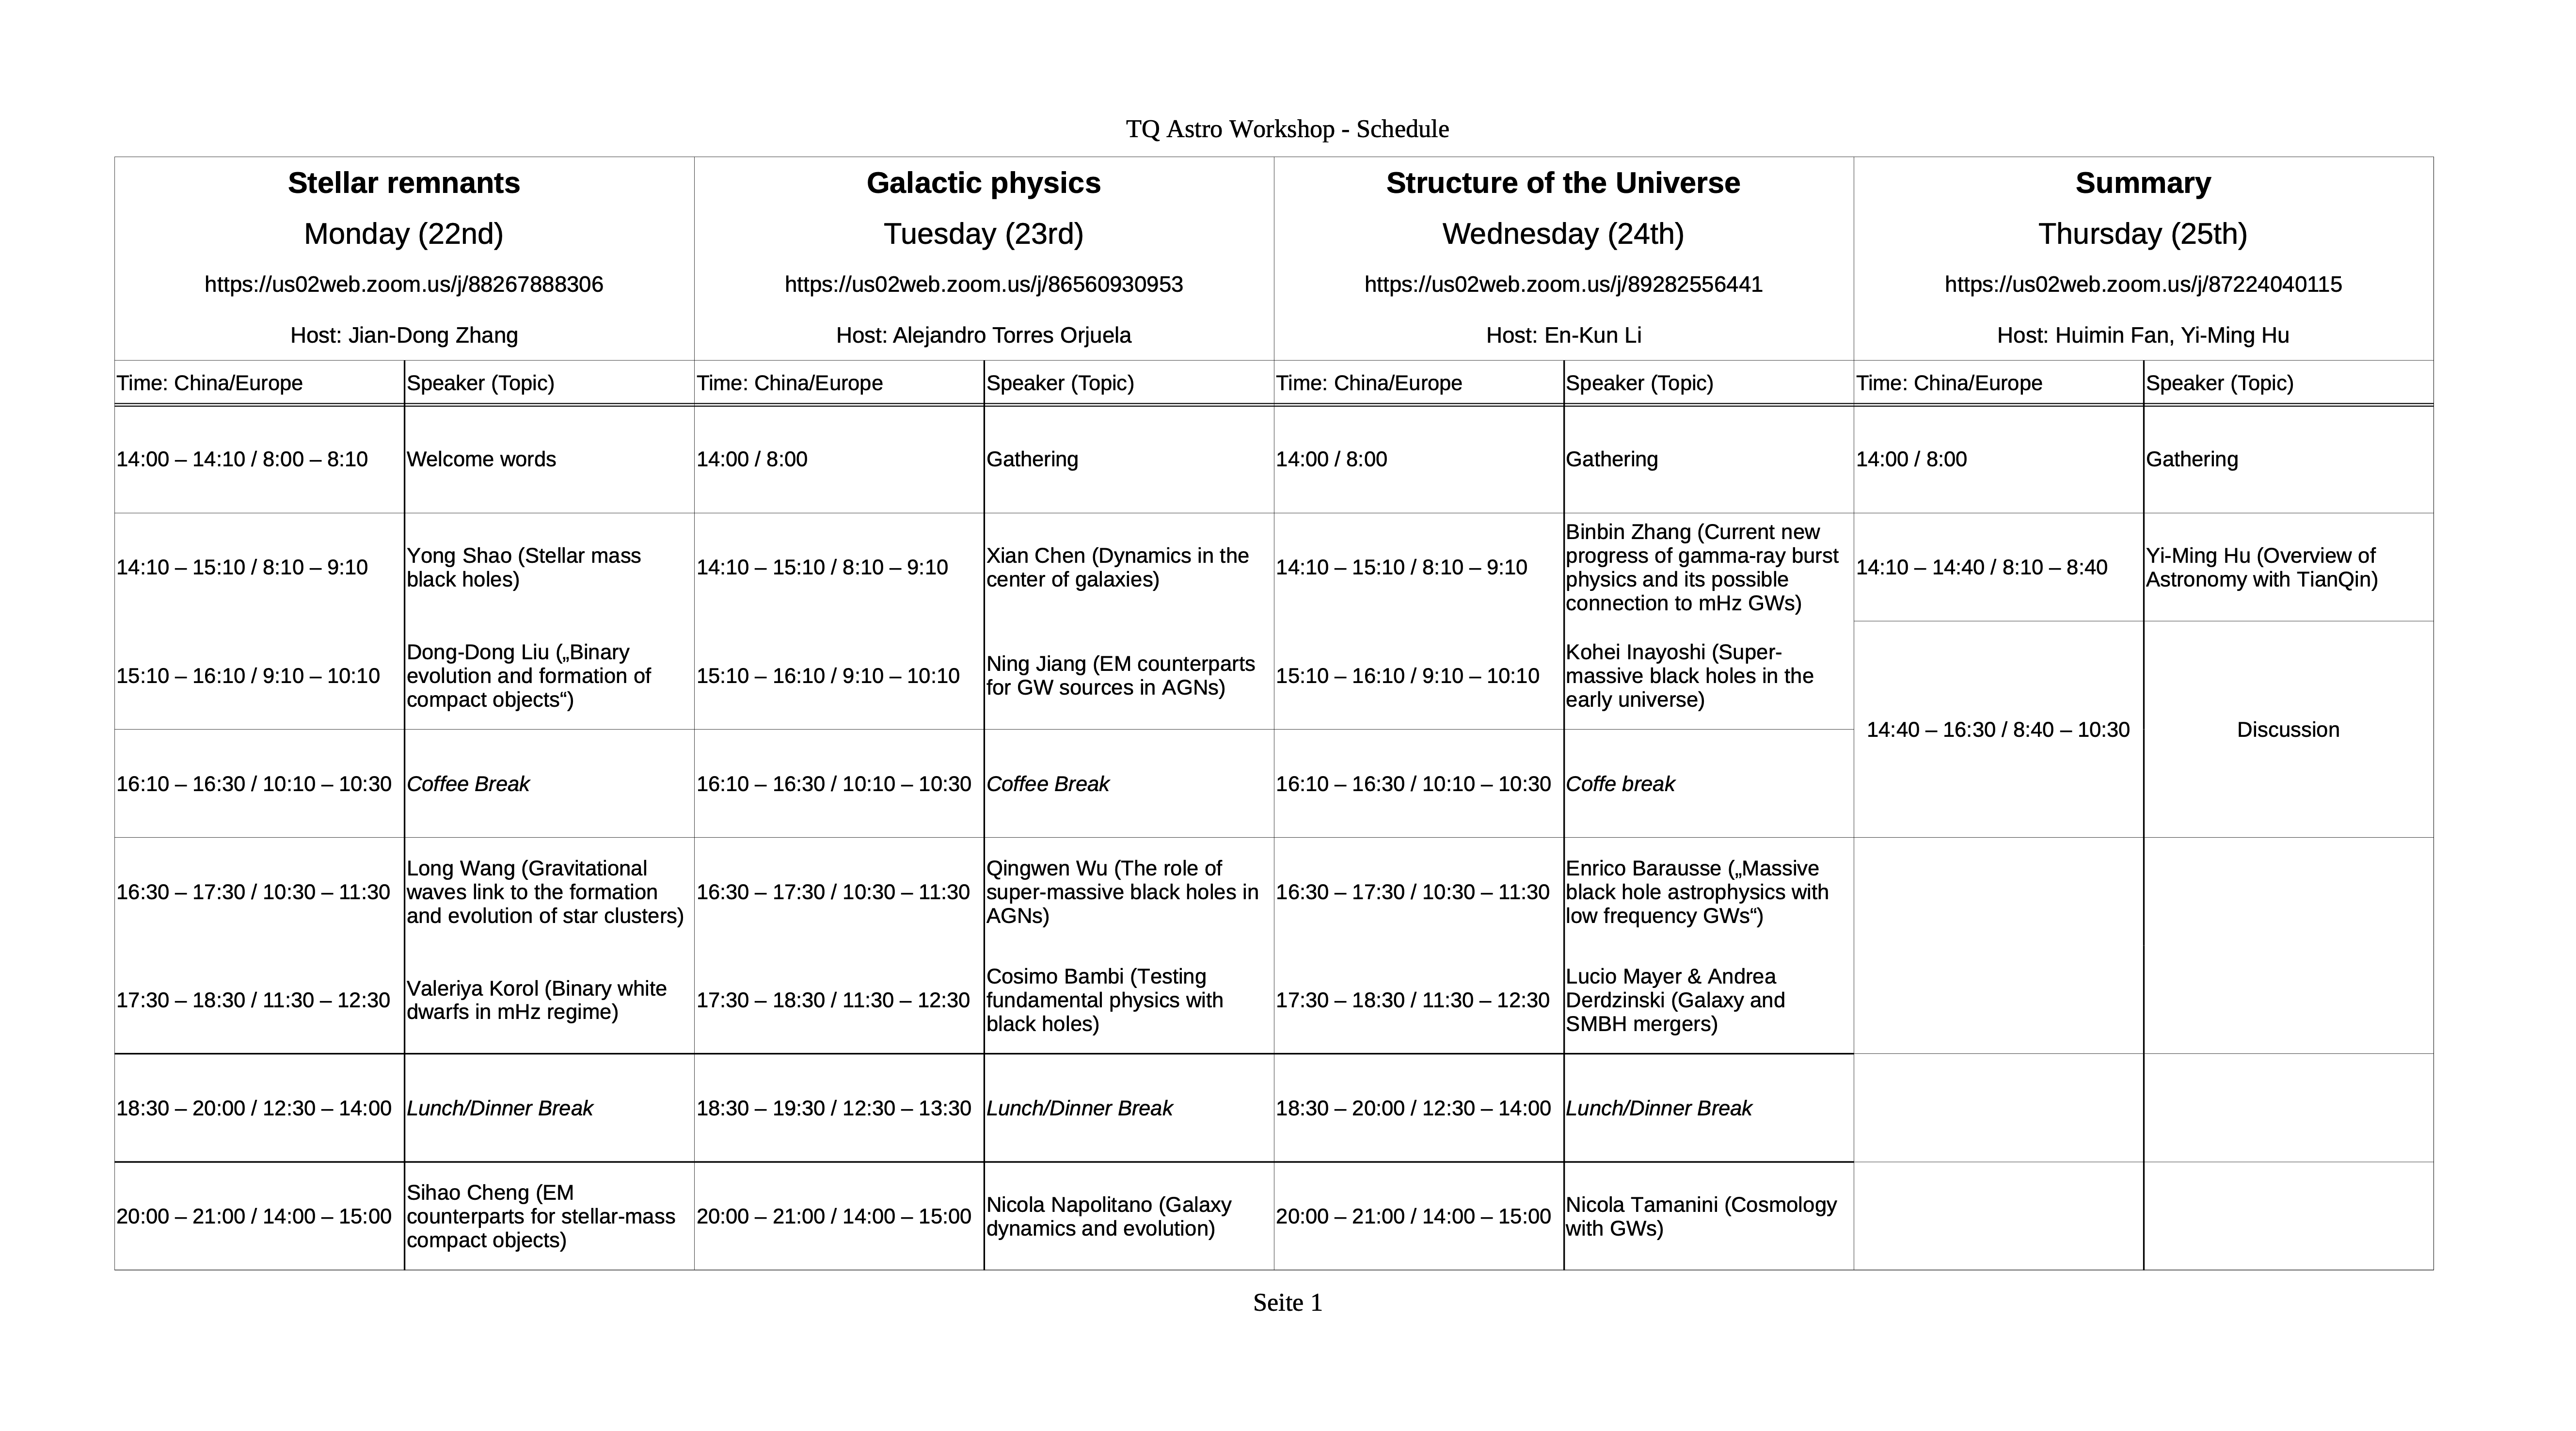 TQ Astro Workshop - Schedule
Stellar remnants
Monday (22nd)
https://us02web.zoom.us/j/88267888306
Host: Jian-Dong Zhang
Galactic physics
Tuesday (23rd)
https://us02web.zoom.us/j/86560930953
Host: Alejandro Torres Orjuela
Structure of the Universe
Wednesday (24th)
https://us02web.zoom.us/j/89282556441
Host: En-Kun Li
Summary
Thursday (25th)
https://us02web.zoom.us/j/87224040115
Host: Huimin Fan, Yi-Ming Hu
Time: China/Europe
Speaker (Topic)
Time: China/Europe
Speaker (Topic)
Time: China/Europe
Speaker (Topic)
Time: China/Europe
Speaker (Topic)
14:00 – 14:10 / 8:00 – 8:10
Welcome words
14:00 / 8:00
Gathering
14:00 / 8:00
Gathering
14:00 / 8:00
Gathering
14:10 – 15:10 / 8:10 – 9:10
Yong Shao (Stellar mass
black holes)
14:10 – 15:10 / 8:10 – 9:10
Xian Chen (Dynamics in the
center of galaxies)
14:10 – 15:10 / 8:10 – 9:10
Binbin Zhang (Current new
progress of gamma-ray burst
physics and its possible
connection to mHz GWs)
14:10 – 14:40 / 8:10 – 8:40
Yi-Ming Hu (Overview of
Astronomy with TianQin)
15:10 – 16:10 / 9:10 – 10:10
Dong-Dong Liu („Binary
evolution and formation of
compact objects“)
15:10 – 16:10 / 9:10 – 10:10
Ning Jiang (EM counterparts
for GW sources in AGNs)
15:10 – 16:10 / 9:10 – 10:10
Kohei Inayoshi (Super-
massive black holes in the
early universe)
14:40 – 16:30 / 8:40 – 10:30
Discussion
16:10 – 16:30 / 10:10 – 10:30
Coffee Break
16:10 – 16:30 / 10:10 – 10:30
Coffee Break
16:10 – 16:30 / 10:10 – 10:30
Coffe break
16:30 – 17:30 / 10:30 – 11:30
Long Wang (Gravitational
waves link to the formation
and evolution of star clusters)
16:30 – 17:30 / 10:30 – 11:30
Qingwen Wu (The role of
super-massive black holes in
AGNs)
16:30 – 17:30 / 10:30 – 11:30
Enrico Barausse („Massive
black hole astrophysics with
low frequency GWs“)
17:30 – 18:30 / 11:30 – 12:30
Valeriya Korol (Binary white
dwarfs in mHz regime)
17:30 – 18:30 / 11:30 – 12:30
Cosimo Bambi (Testing
fundamental physics with
black holes)
17:30 – 18:30 / 11:30 – 12:30
Lucio Mayer & Andrea
Derdzinski (Galaxy and
SMBH mergers)
18:30 – 20:00 / 12:30 – 14:00
Lunch/Dinner Break
18:30 – 19:30 / 12:30 – 13:30
Lunch/Dinner Break
18:30 – 20:00 / 12:30 – 14:00
Lunch/Dinner Break
20:00 – 21:00 / 14:00 – 15:00
Sihao Cheng (EM
counterparts for stellar-mass
compact objects)
20:00 – 21:00 / 14:00 – 15:00
Nicola Napolitano (Galaxy
dynamics and evolution)
20:00 – 21:00 / 14:00 – 15:00
Nicola Tamanini (Cosmology
with GWs)
Seite 1